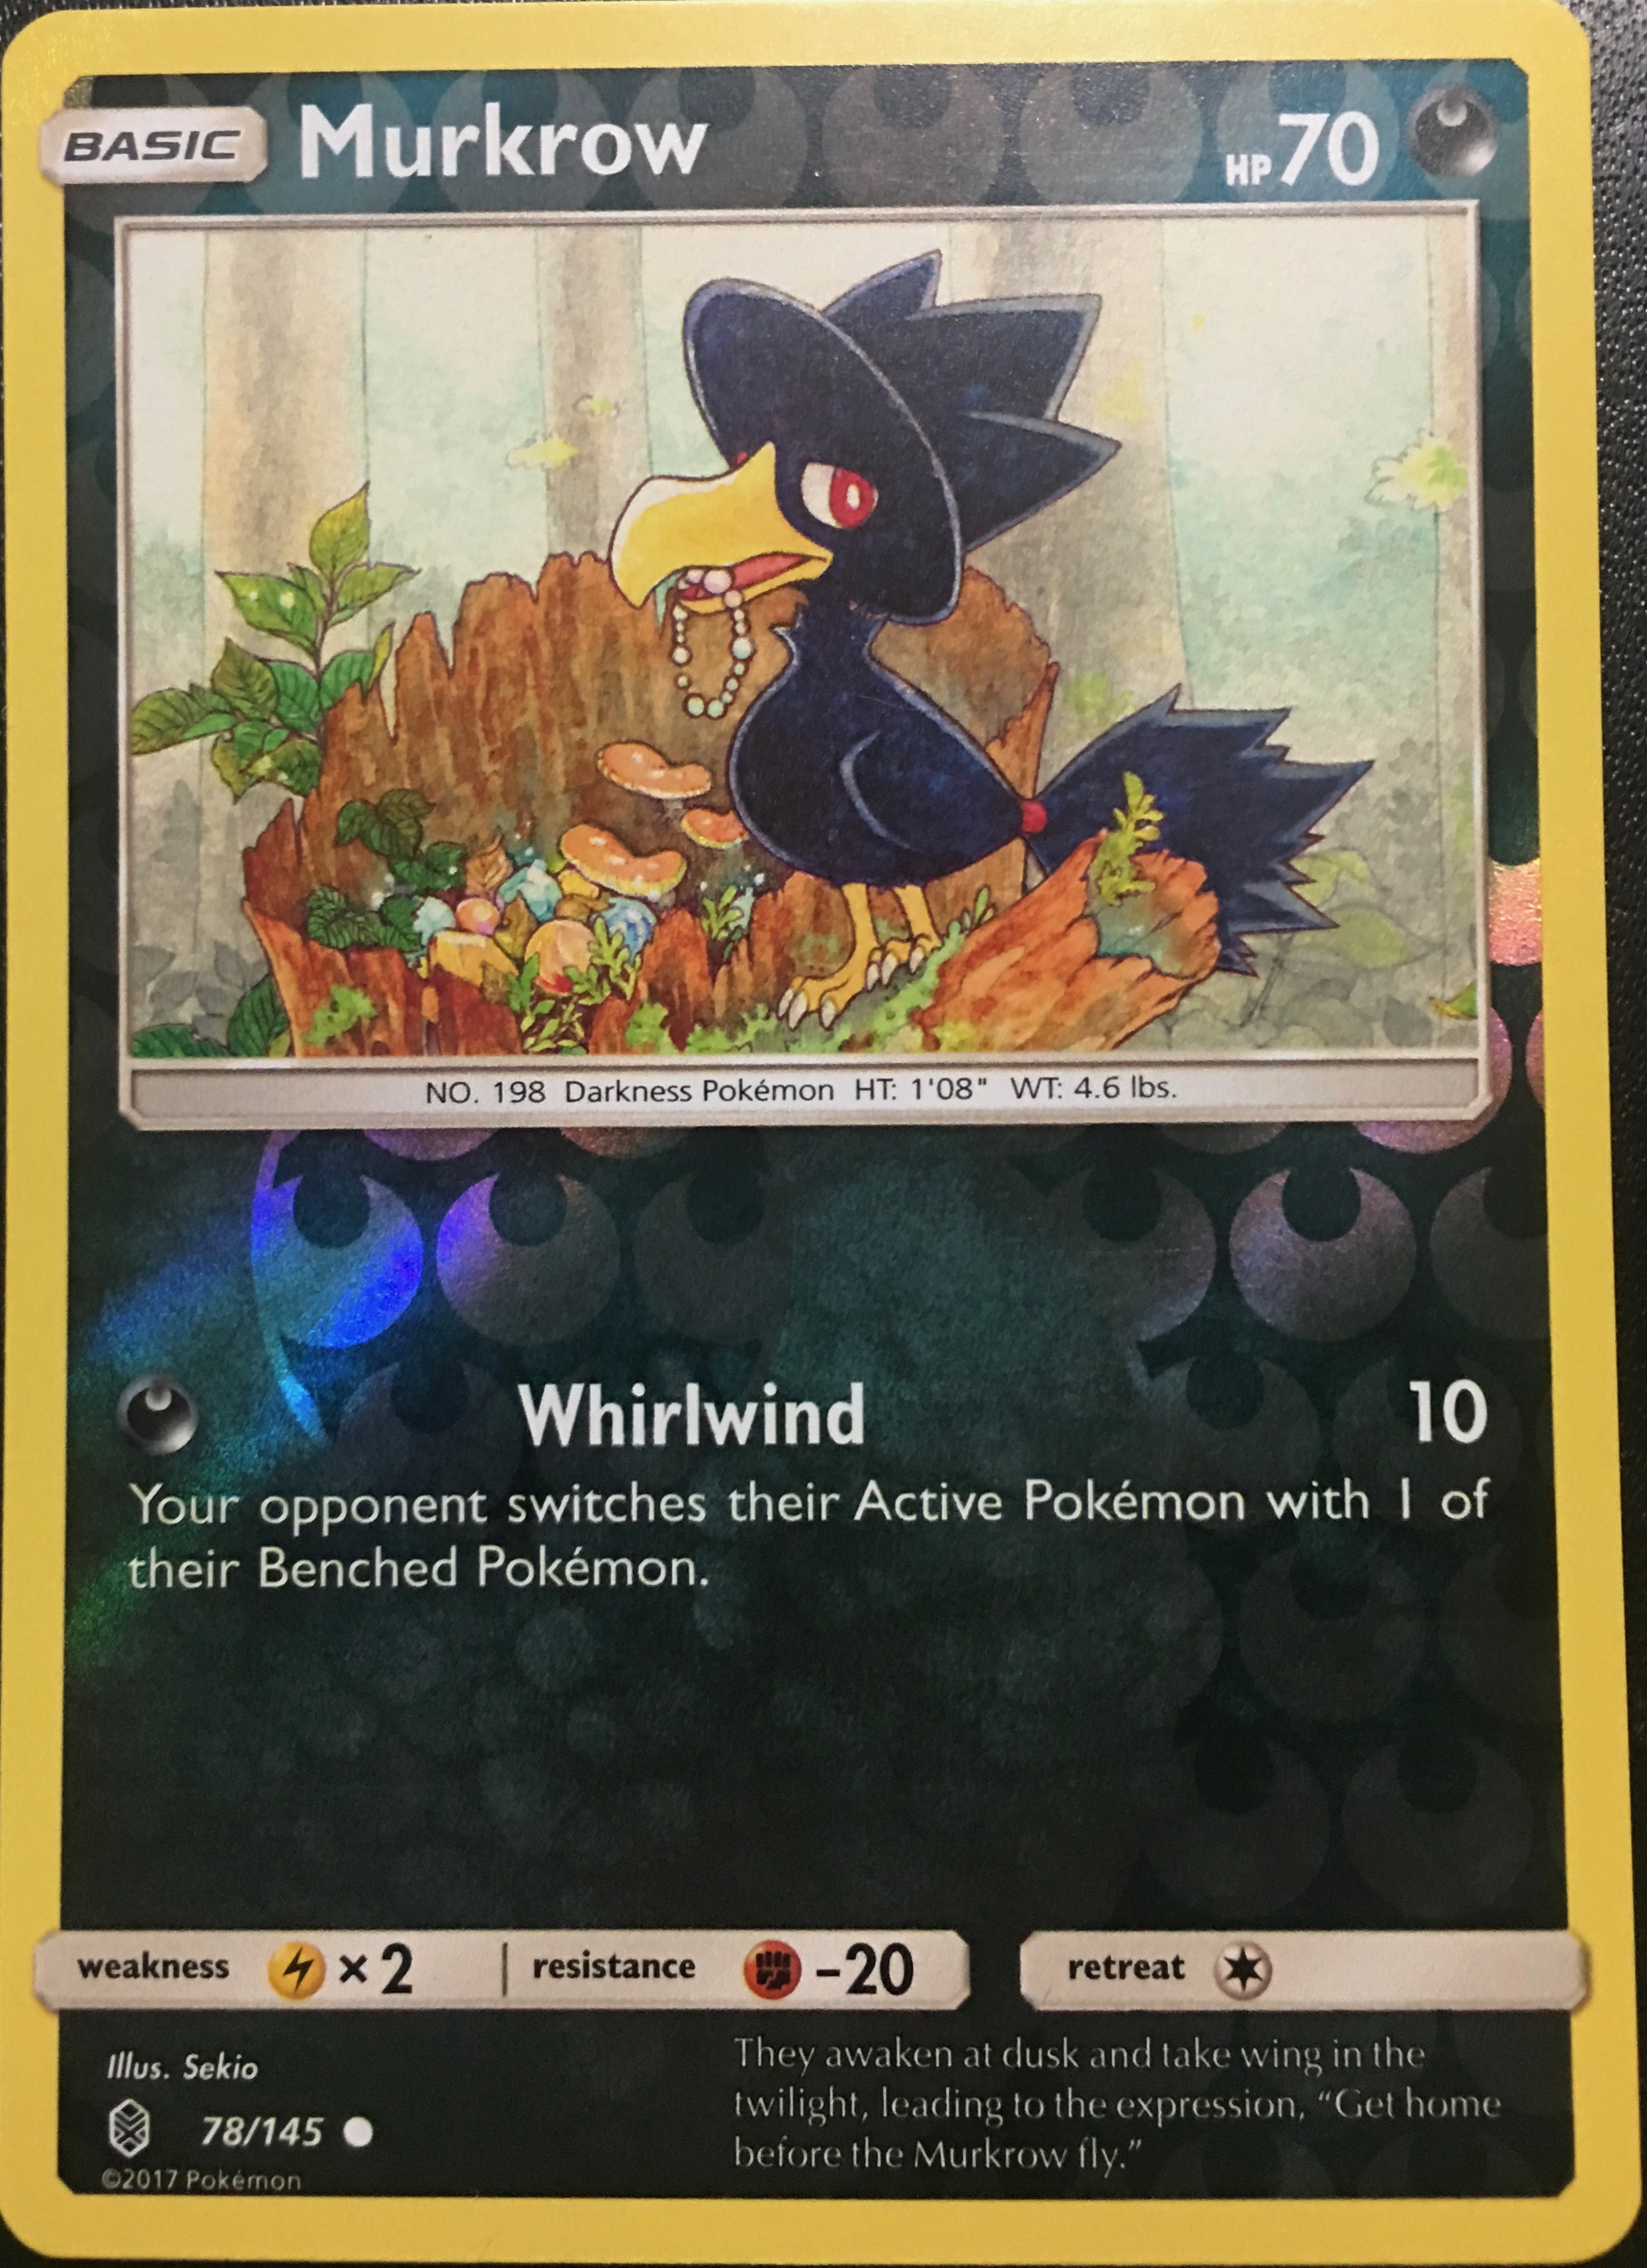 BASIC Murkrow HP 70
NO. 198 Darkness Pokémon HT: 1'08" WT: 4.6 lbs.
Whirlwind 10
Your opponent switches their Active Pokémon with 1 of
their Benched Pokémon.
weakness ×2 | resistance -20 retreat
Illus. Sekio
78/145
©2017 Pokémon
They awaken at dusk and take wing in the
twilight, leading to the expression, “Get home
before the Murkrow fly.”